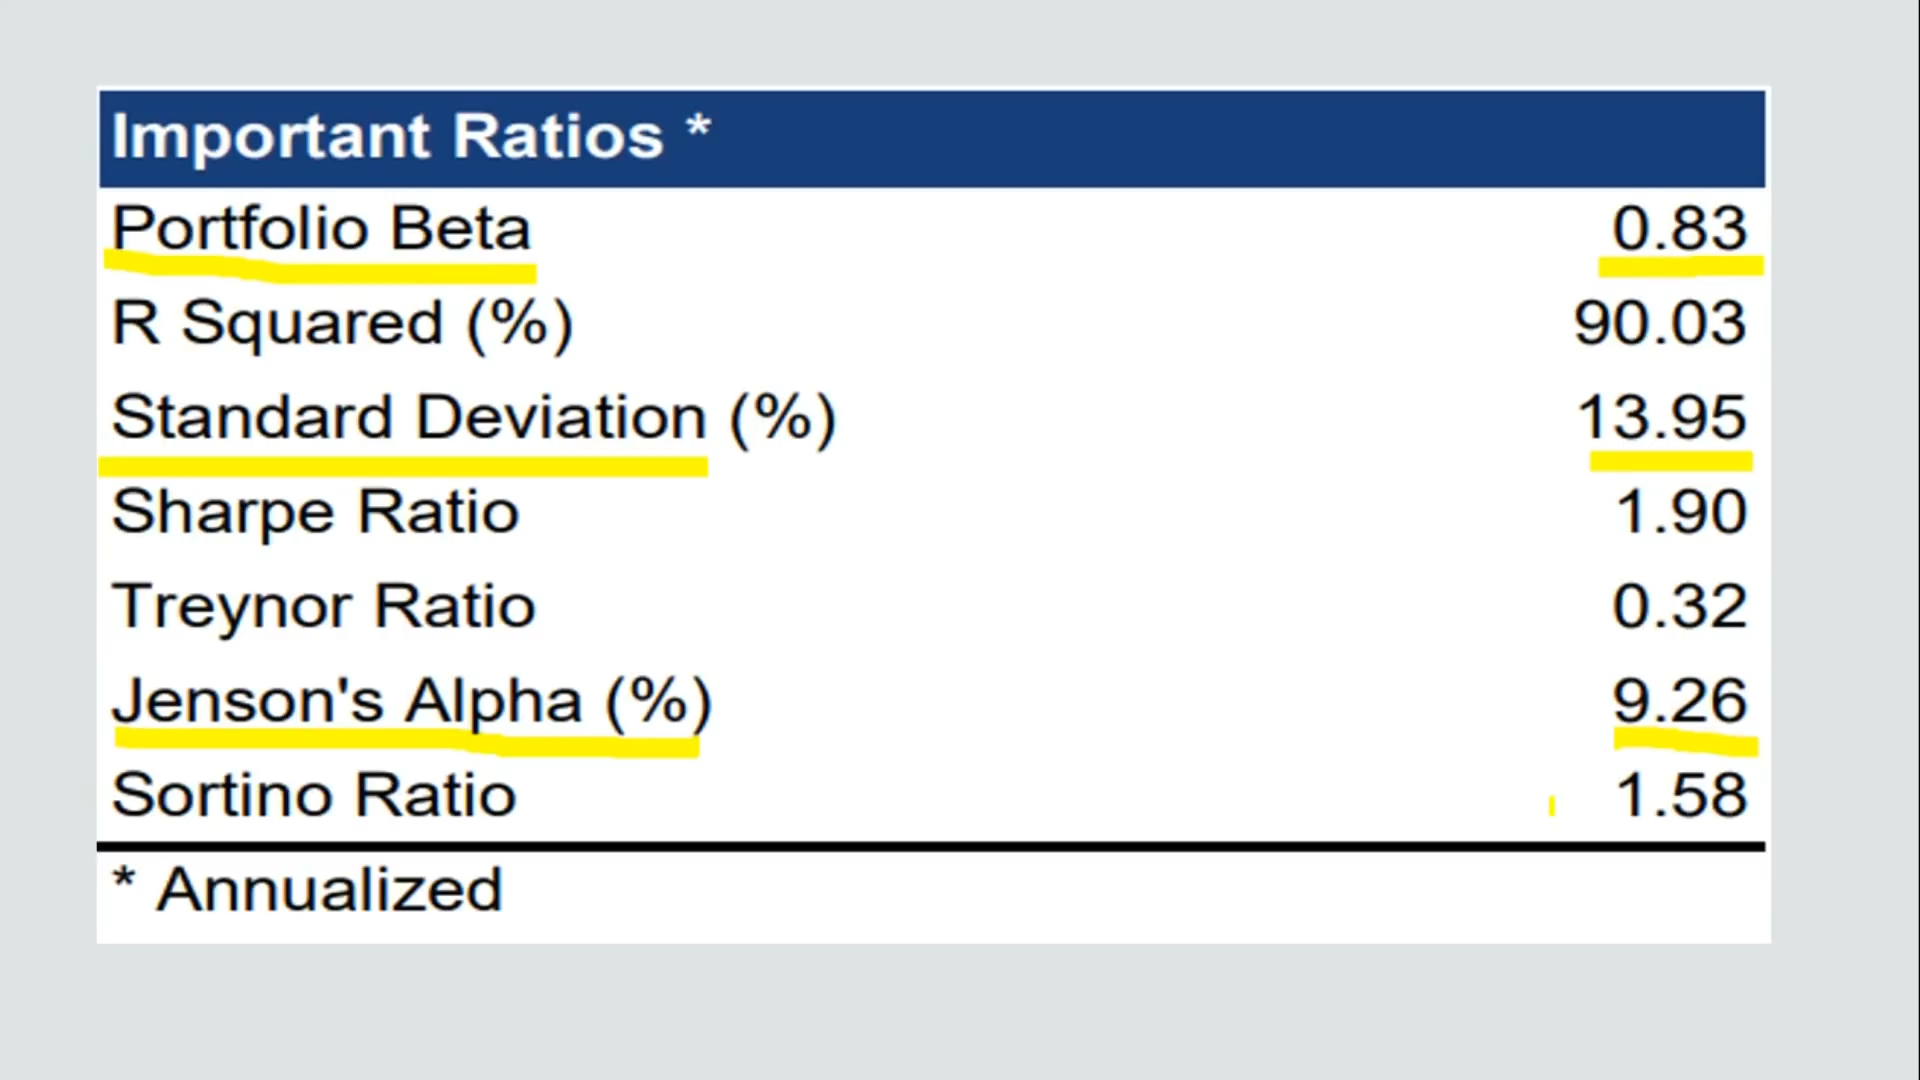 Important Ratios *
Portfolio Beta 0.83
R Squared (%) 90.03
Standard Deviation (%) 13.95
Sharpe Ratio 1.90
Treynor Ratio 0.32
Jenson's Alpha (%) 9.26
Sortino Ratio 1.58
* Annualized